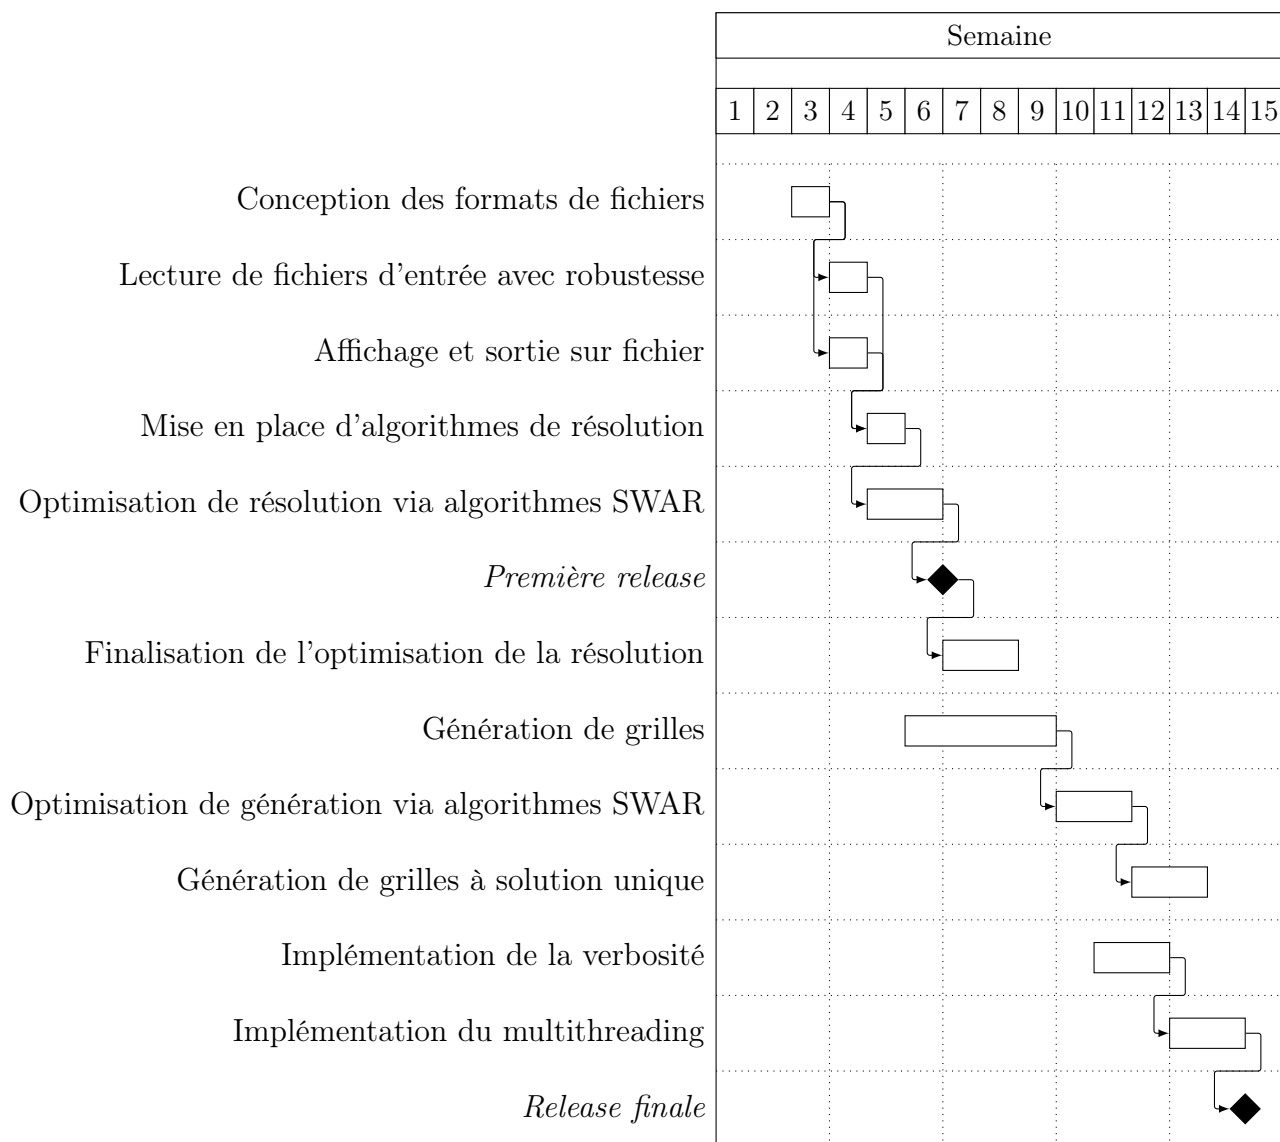 Semaine
1 2 3 4 5 6 7 8 9 10 11 12 13 14 15
Conception des formats de fichiers
Lecture de fichiers d'entrée avec robustesse
Affichage et sortie sur fichier
Mise en place d'algorithmes de résolution
Optimisation de résolution via algorithmes SWAR
Première release
Finalisation de l'optimisation de la résolution
Génération de grilles
Optimisation de génération via algorithmes SWAR
Génération de grilles à solution unique
Implémentation de la verbosité
Implémentation du multithreading
Release finale